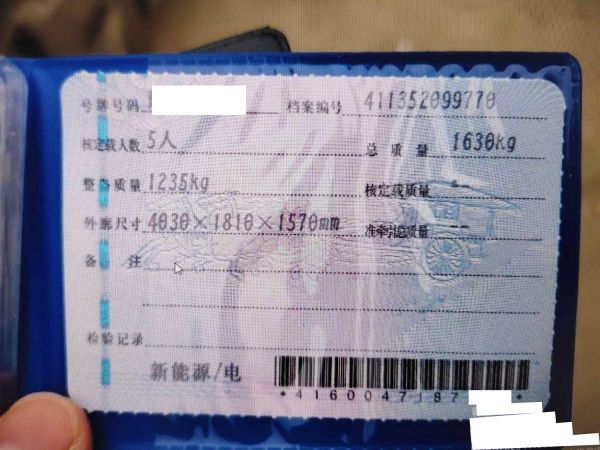 号牌号码 档案编号 411352099770
核定载人数 5人 总质量 1630kg
整备质量 1235kg 核定载质量 --
外廓尺寸 4030×1810×1570mm 准牵引总质量 --
备 注
检验记录
新能源/电
*4160047187